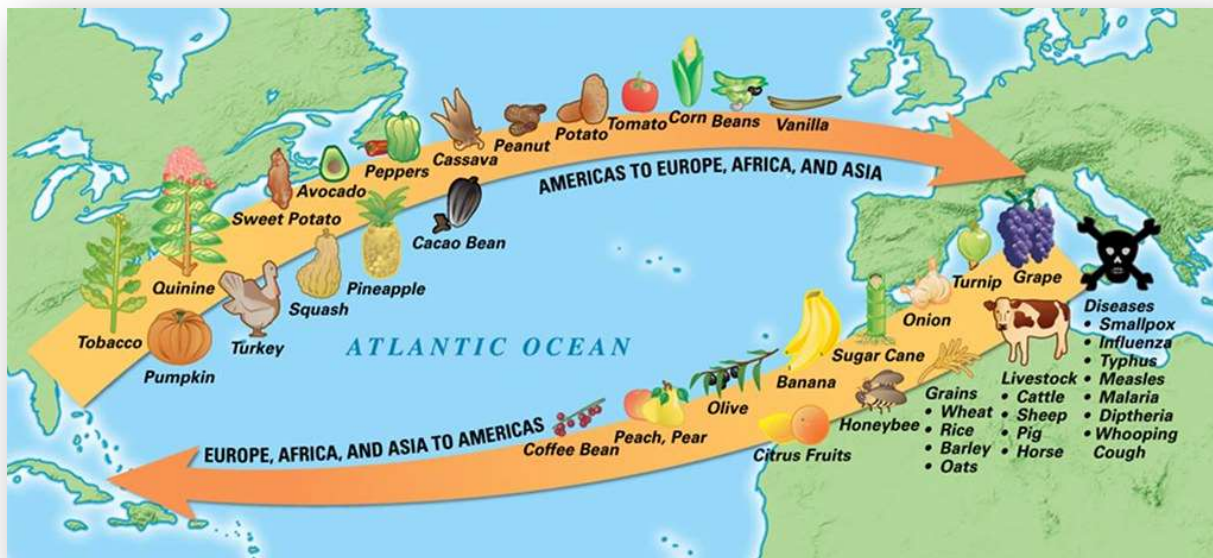 Tobacco
Pumpkin
Quinine
Turkey
Sweet Potato
Squash
Avocado
Pineapple
Peppers
Cacao Bean
Cassava
Peanut
Potato
Tomato
Corn
Beans
Vanilla
AMERICAS TO EUROPE, AFRICA, AND ASIA
ATLANTIC OCEAN
EUROPE, AFRICA, AND ASIA TO AMERICAS
Coffee Bean
Peach, Pear
Olive
Banana
Citrus Fruits
Sugar Cane
Honeybee
Onion
Turnip
Grape
Grains
• Wheat
• Rice
• Barley
• Oats
Livestock
• Cattle
• Sheep
• Pig
• Horse
Diseases
• Smallpox
• Influenza
• Typhus
• Measles
• Malaria
• Diptheria
• Whooping
Cough